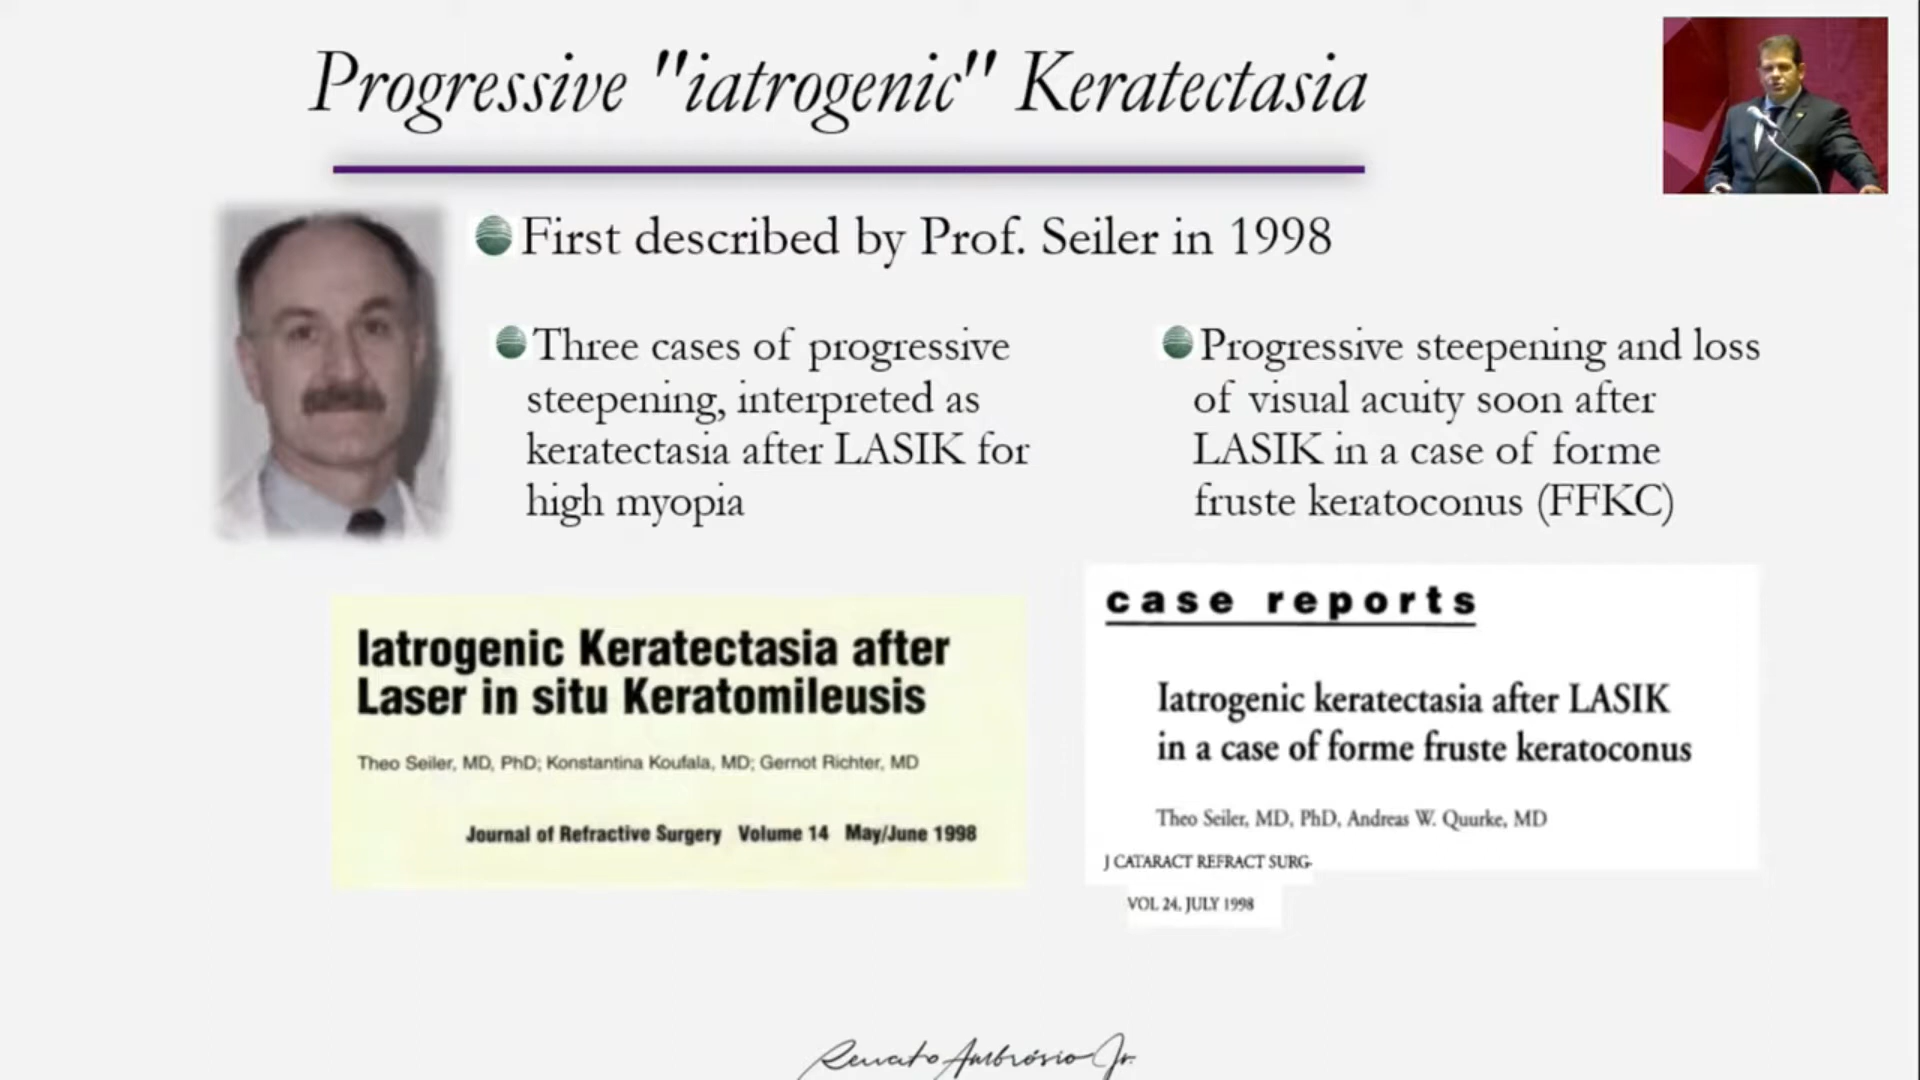 Progressive "iatrogenic" Keratectasia
First described by Prof. Seiler in 1998
Three cases of progressive
steepening, interpreted as
keratectasia after LASIK for
high myopia
Progressive steepening and loss
of visual acuity soon after
LASIK in a case of forme
fruste keratoconus (FFKC)
Iatrogenic Keratectasia after
Laser in situ Keratomileusis
Theo Seiler, MD, PhD; Konstantina Koufala, MD; Gernot Richter, MD
Journal of Refractive Surgery Volume 14 May/June 1998
case reports
Iatrogenic keratectasia after LASIK
in a case of forme fruste keratoconus
Theo Seiler, MD, PhD, Andreas W. Quurke, MD
J CATARACT REFRACT SURG-
VOL 24, JULY 1998
Renato Ambrósio Jr.